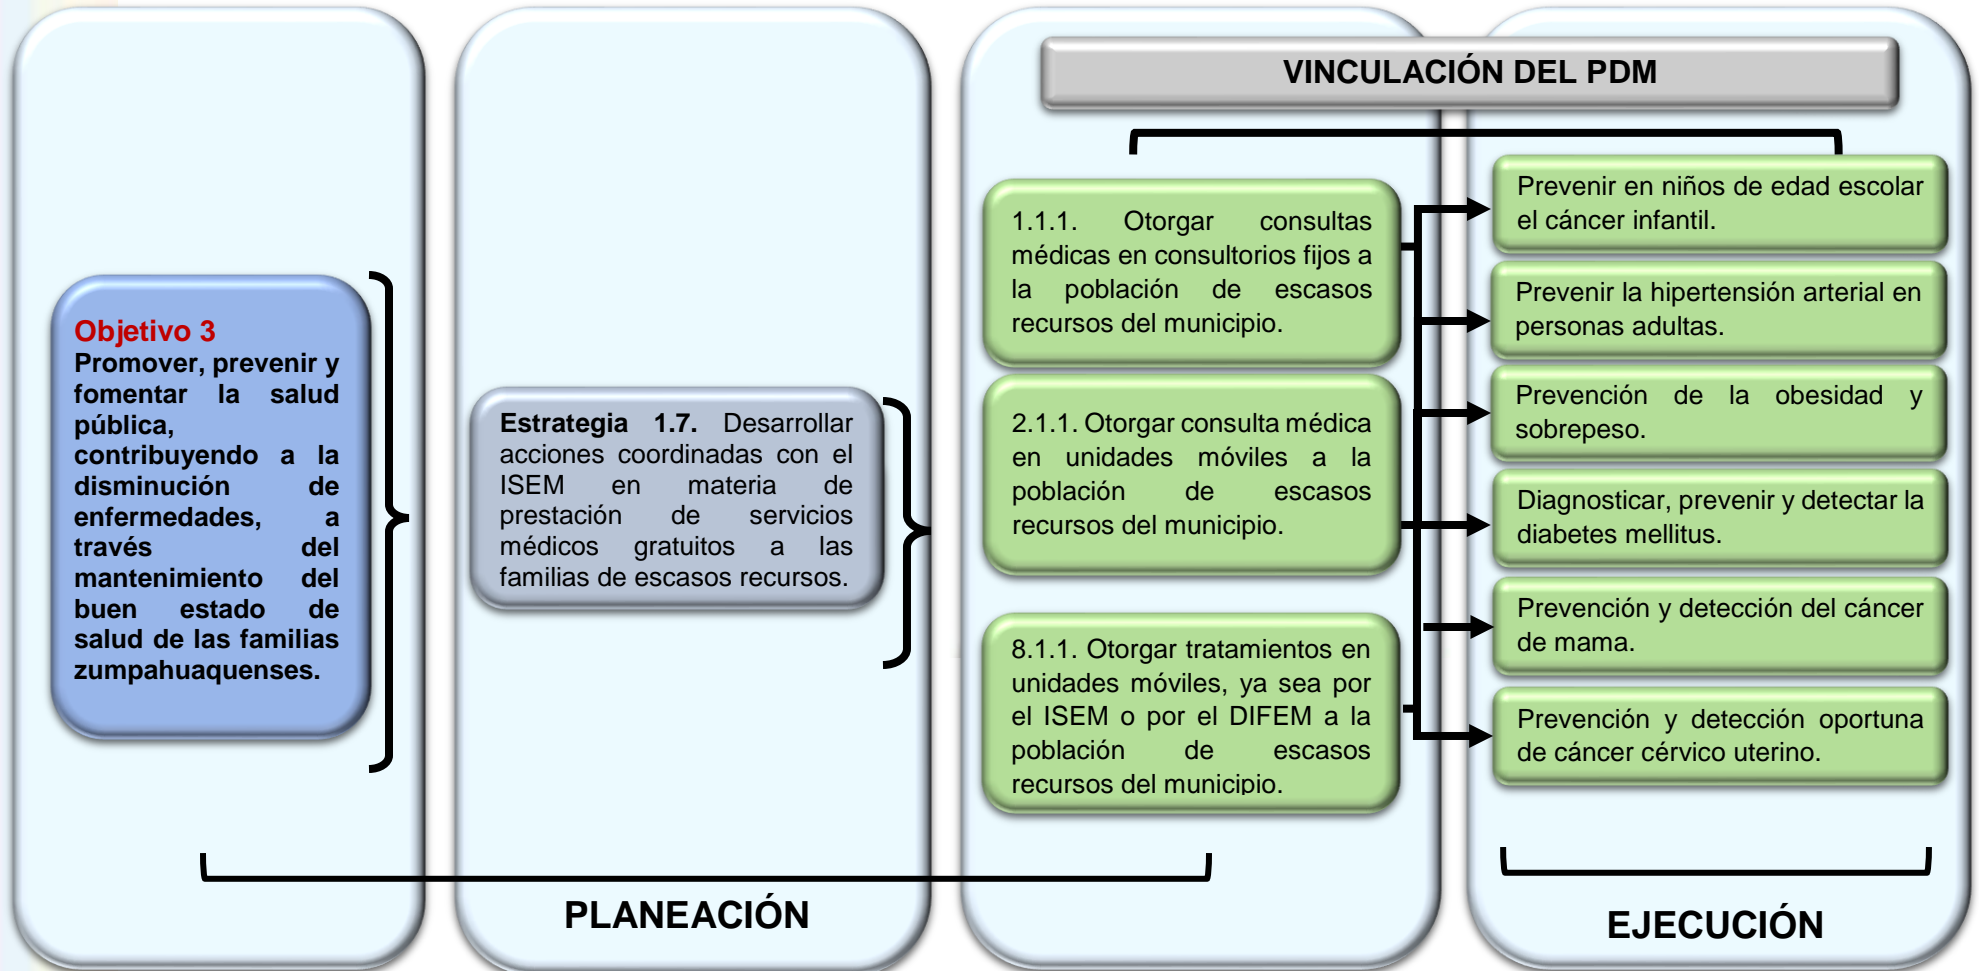 VINCULACIÓN DEL PDM
Objetivo 3
Promover, prevenir y
fomentar la salud
pública,
contribuyendo a la
disminución de
enfermedades, a
través del
mantenimiento del
buen estado de
salud de las familias
zumpahuaquenses.
Estrategia 1.7. Desarrollar
acciones coordinadas con el
ISEM en materia de
prestación de servicios
médicos gratuitos a las
familias de escasos recursos.
1.1.1. Otorgar consultas
médicas en consultorios fijos a
la población de escasos
recursos del municipio.
2.1.1. Otorgar consulta médica
en unidades móviles a la
población de escasos
recursos del municipio.
8.1.1. Otorgar tratamientos en
unidades móviles, ya sea por
el ISEM o por el DIFEM a la
población de escasos
recursos del municipio.
Prevenir en niños de edad escolar
el cáncer infantil.
Prevenir la hipertensión arterial en
personas adultas.
Prevención de la obesidad y
sobrepeso.
Diagnosticar, prevenir y detectar la
diabetes mellitus.
Prevención y detección del cáncer
de mama.
Prevención y detección oportuna
de cáncer cérvico uterino.
PLANEACIÓN
EJECUCIÓN